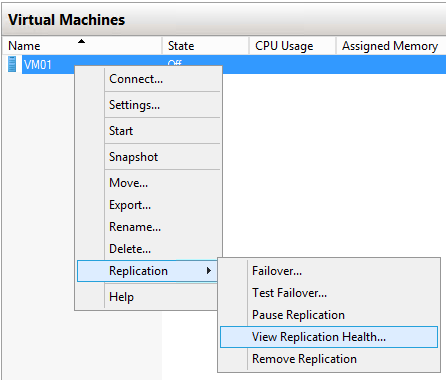 Virtual Machines
Name State CPU Usage Assigned Memory
VM01 Off
Connect...
Settings...
Start
Snapshot
Move...
Export...
Rename...
Delete...
Replication
Help
Failover...
Test Failover...
Pause Replication
View Replication Health...
Remove Replication